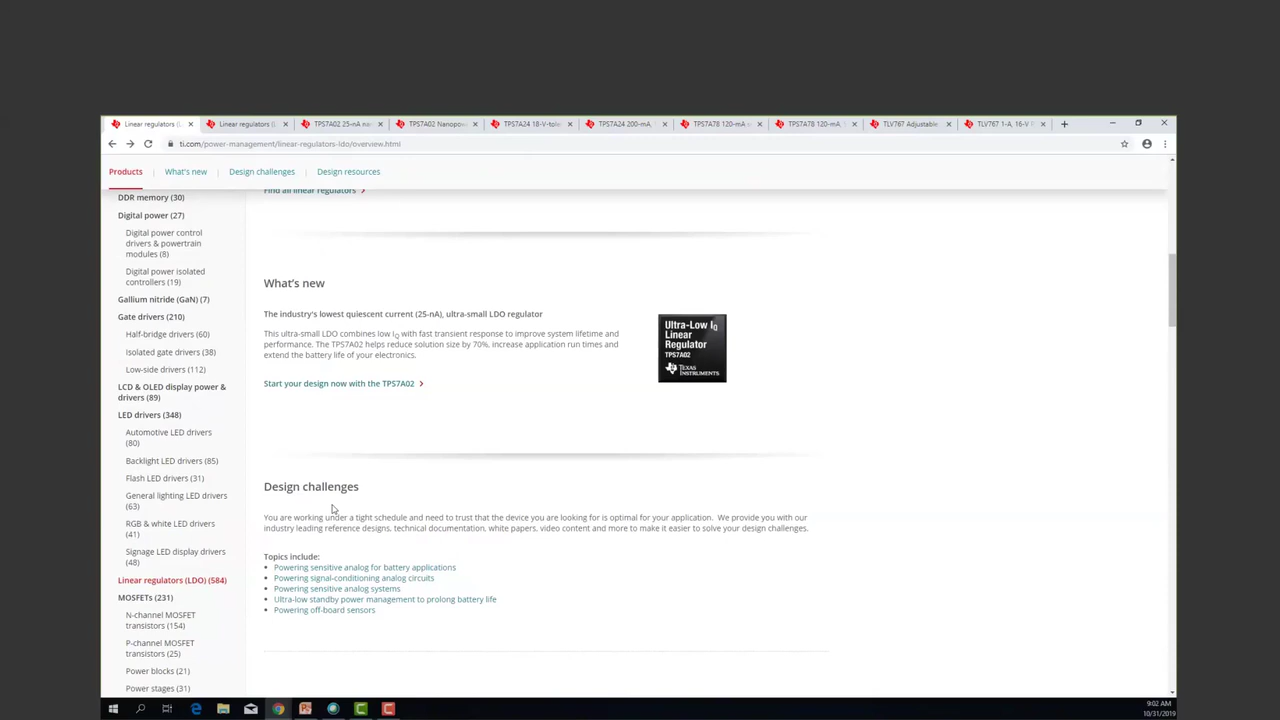 Linear regulators (L
Linear regulators (L
TPS7A02 25-nA na
TPS7A02 Nanopow
TPS7A24 18-V-tole
TPS7A24 200-mA,
TPS7A78 120-mA s
TPS7A78 120-mA,
TLV767 Adjustable
TLV767 1-A, 16-V
ti.com/power-management/linear-regulators-ldo/overview.html
Products
What's new
Design challenges
Design resources
DDR memory (30)
Digital power (27)
Digital power control
drivers & powertrain
modules (8)
Digital power isolated
controllers (19)
Gallium nitride (GaN) (7)
Gate drivers (210)
Half-bridge drivers (60)
Isolated gate drivers (38)
Low-side drivers (112)
LCD & OLED display power &
drivers (89)
LED drivers (348)
Automotive LED drivers
(80)
Backlight LED drivers (85)
Flash LED drivers (31)
General lighting LED drivers
(63)
RGB & white LED drivers
(41)
Signage LED display drivers
(48)
Linear regulators (LDO) (584)
MOSFETs (231)
N-channel MOSFET
transistors (154)
P-channel MOSFET
transistors (25)
Power blocks (21)
Power stages (31)
Find all linear regulators
What's new
The industry's lowest quiescent current (25-nA), ultra-small LDO regulator
This ultra-small LDO combines low IQ with fast transient response to improve system lifetime and
performance. The TPS7A02 helps reduce solution size by 70%, increase application run times and
extend the battery life of your electronics.
Start your design now with the TPS7A02
Ultra-Low IQ
Linear
Regulator
TPS7A02
TEXAS
INSTRUMENTS
Design challenges
You are working under a tight schedule and need to trust that the device you are looking for is optimal for your application. We provide you with our
industry leading reference designs, technical documentation, white papers, video content and more to make it easier to solve your design challenges.
Topics include:
• Powering sensitive analog for battery applications
• Powering signal-conditioning analog circuits
• Powering sensitive analog systems
• Ultra-low standby power management to prolong battery life
• Powering off-board sensors
9:02 AM
10/31/2019